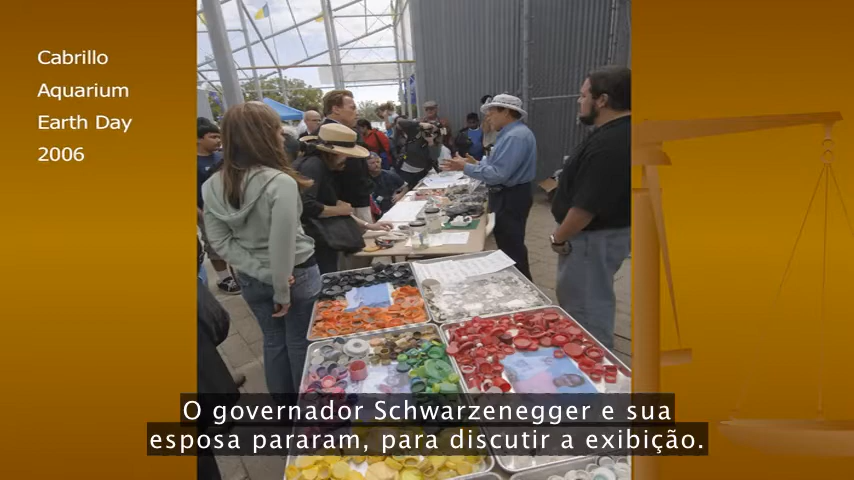 Cabrillo
Aquarium
Earth Day
2006
O governador Schwarzenegger e sua
esposa pararam, para discutir a exibição.